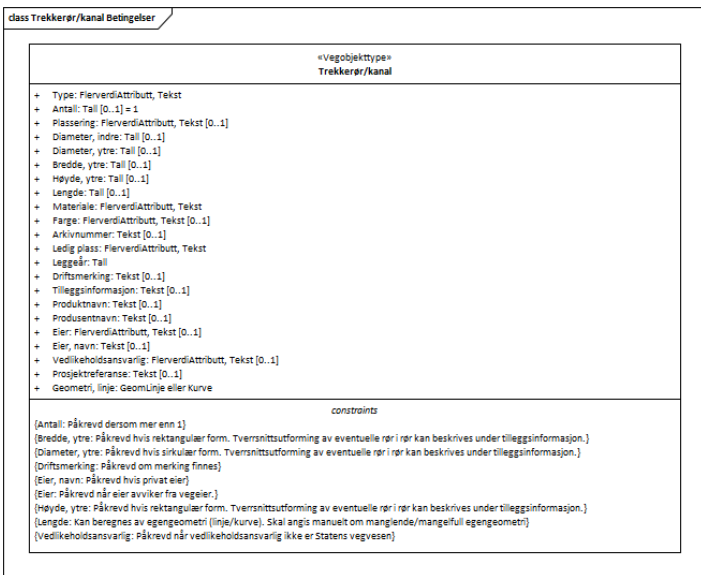 class Trekkerør/kanal Betingelser
«Vegobjekttype»
Trekkerør/kanal
+ Type: FlerverdiAttributt, Tekst
+ Antall: Tall [0..1] = 1
+ Plassering: FlerverdiAttributt, Tekst [0..1]
+ Diameter, indre: Tall [0..1]
+ Diameter, ytre: Tall [0..1]
+ Bredde, ytre: Tall [0..1]
+ Høyde, ytre: Tall [0..1]
+ Lengde: Tall [0..1]
+ Materiale: FlerverdiAttributt, Tekst
+ Farge: FlerverdiAttributt, Tekst [0..1]
+ Arkivnummer: Tekst [0..1]
+ Ledig plass: FlerverdiAttributt, Tekst
+ Leggeår: Tall
+ Driftsmerking: Tekst [0..1]
+ Tilleggsinformasjon: Tekst [0..1]
+ Produktnavn: Tekst [0..1]
+ Produsentnavn: Tekst [0..1]
+ Eier: FlerverdiAttributt, Tekst [0..1]
+ Eier, navn: Tekst [0..1]
+ Vedlikeholdsansvarlig: FlerverdiAttributt, Tekst [0..1]
+ Prosjektreferanse: Tekst [0..1]
+ Geometri, linje: GeomLinje eller Kurve
constraints
{Antall: Påkrevd dersom mer enn 1}
{Bredde, ytre: Påkrevd hvis rektangulær form. Tverrsnittsutforming av eventuelle rør i rør kan beskrives under tilleggsinformasjon.}
{Diameter, ytre: Påkrevd hvis sirkulær form. Tverrsnittsutforming av eventuelle rør i rør kan beskrives under tilleggsinformasjon.}
{Driftsmerking: Påkrevd om merking finnes}
{Eier, navn: Påkrevd hvis privat eier}
{Eier: Påkrevd når eier avviker fra vegeier.}
{Høyde, ytre: Påkrevd hvis rektangulær form. Tverrsnittsutforming av eventuelle rør i rør kan beskrives under tilleggsinformasjon.}
{Lengde: Kan beregnes av egengeometri (linje/kurve). Skal angis manuelt om manglende/mangelfull egengeometri}
{Vedlikeholdsansvarlig: Påkrevd når vedlikeholdsansvarlig ikke er Statens vegvesen}